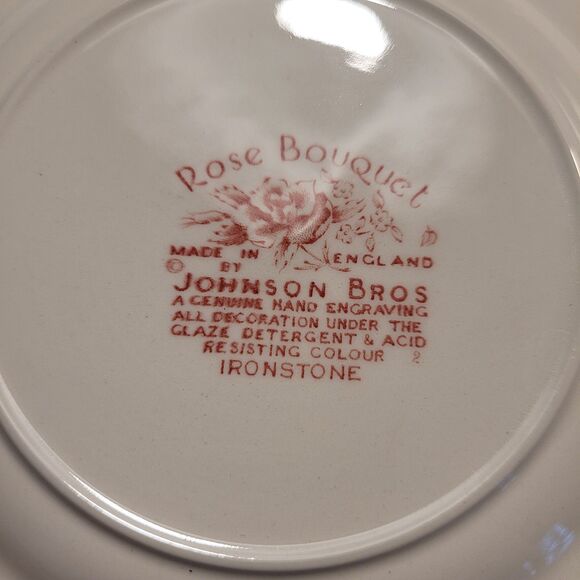 Rose Bouquet
MADE IN ENGLAND
© BY
JOHNSON BROS
A GENUINE HAND ENGRAVING
ALL DECORATION UNDER THE
GLAZE DETERGENT & ACID
RESISTING COLOUR 2
IRONSTONE